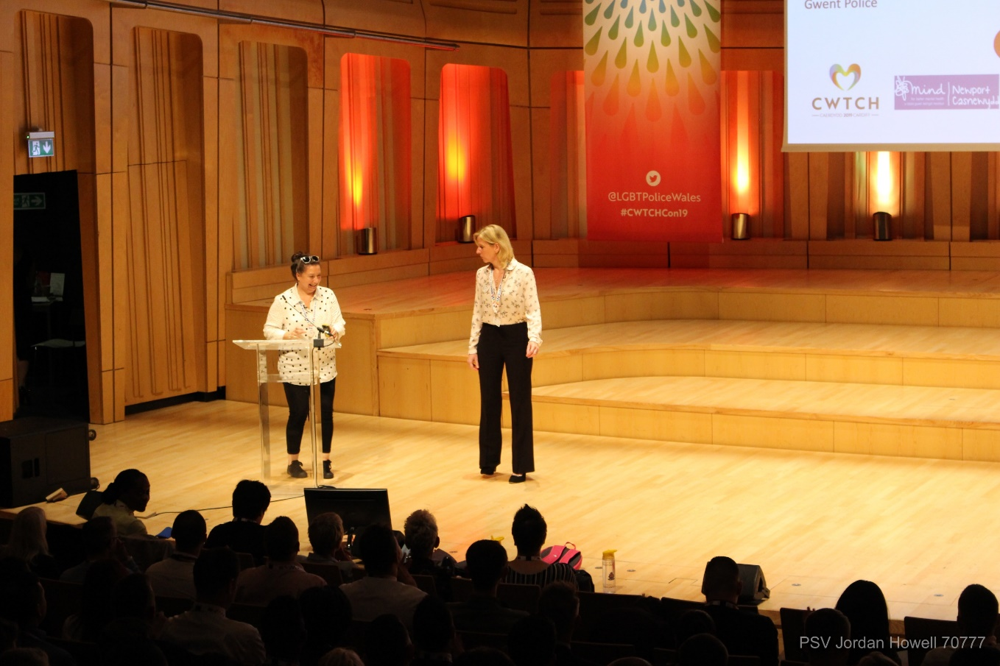 Gwent Police
CWTCH
mind
Newport
Casnewydd
@LGBTPoliceWales
#CWTCHCon19
PSV Jordan Howell 70777